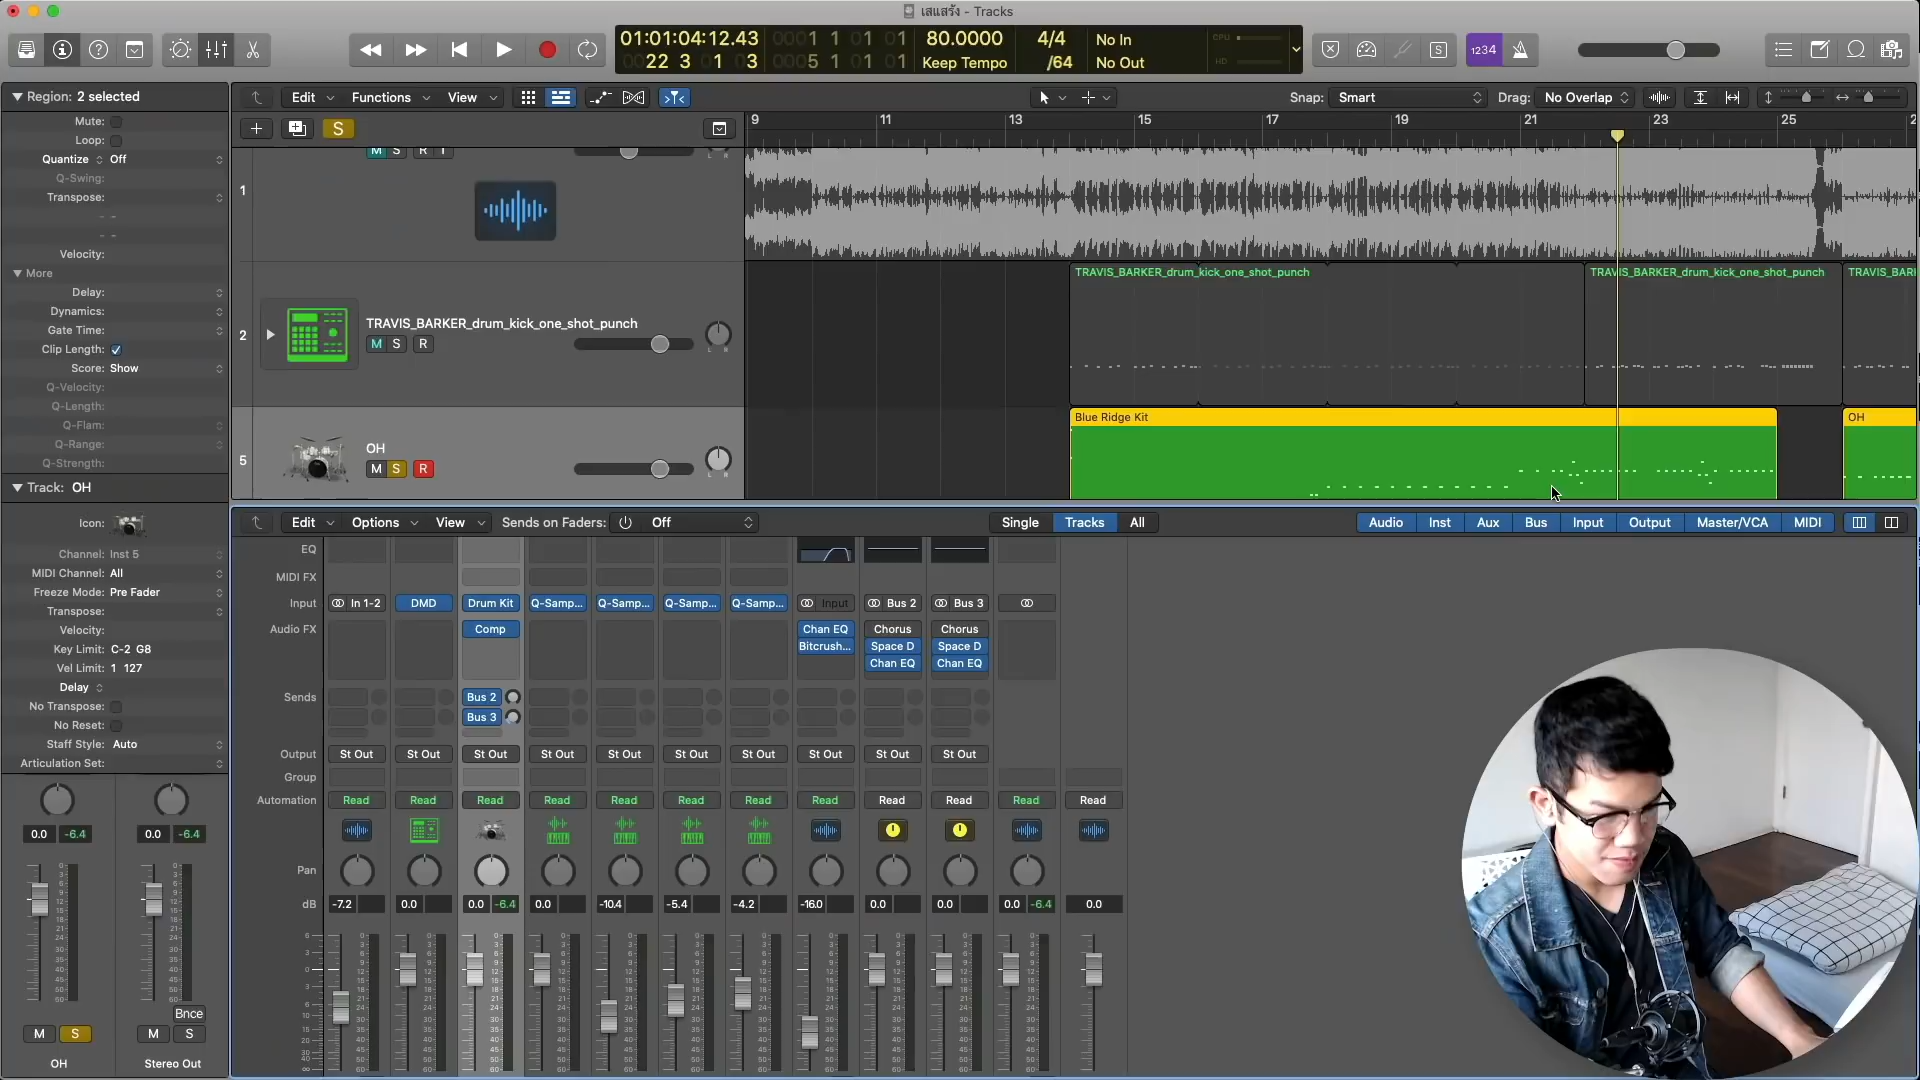 เสแสร้ง - Tracks
01:01:04:12.43
0022 3 01 3
0001 1 01 01
0005 1 01 01
80.0000
Keep Tempo
4/4
/64
No In
No Out
CPU
HD
S
1234
Region: 2 selected
Edit
Functions
View
Snap: Smart
Drag: No Overlap
S
9
11
13
15
17
19
21
23
25
Mute:
Loop:
Quantize Off
Q-Swing:
Transpose:
Velocity:
More
Delay:
Dynamics:
Gate Time:
Clip Length:
Score: Show
Q-Velocity:
Q-Length:
Q-Flam:
Q-Range:
Q-Strength:
1
M S R I
2
TRAVIS_BARKER_drum_kick_one_shot_punch
M S R
L R
TRAVIS_BARKER_drum_kick_one_shot_punch
TRAVIS_BARKER_drum_kick_one_shot_punch
TRAVIS_BAR
5
OH
M S R
L R
Blue Ridge Kit
OH
Track: OH
Icon:
Channel: Inst 5
MIDI Channel: All
Freeze Mode: Pre Fader
Transpose:
Velocity:
Key Limit: C-2 G8
Vel Limit: 1 127
Delay
No Transpose:
No Reset:
Staff Style: Auto
Articulation Set:
0.0 -6.4
0.0 -6.4
Bnce
M S
M S
OH
Stereo Out
Edit
Options
View
Sends on Faders: Off
Single
Tracks
All
Audio
Inst
Aux
Bus
Input
Output
Master/VCA
MIDI
EQ
MIDI FX
Input In 1-2 DMD Drum Kit Q-Samp... Q-Samp... Q-Samp... Q-Samp... Input Bus 2 Bus 3
Audio FX Comp Chan EQ Chorus Chorus
Bitcrush... Space D Space D
Chan EQ Chan EQ
Sends Bus 2
Bus 3
Output St Out St Out St Out St Out St Out St Out St Out St Out St Out St Out
Group
Automation Read Read Read Read Read Read Read Read Read Read Read Read
Pan
dB -7.2 0.0 0.0 -6.4 0.0 -10.4 -5.4 -4.2 -16.0 0.0 0.0 0.0 -6.4 0.0